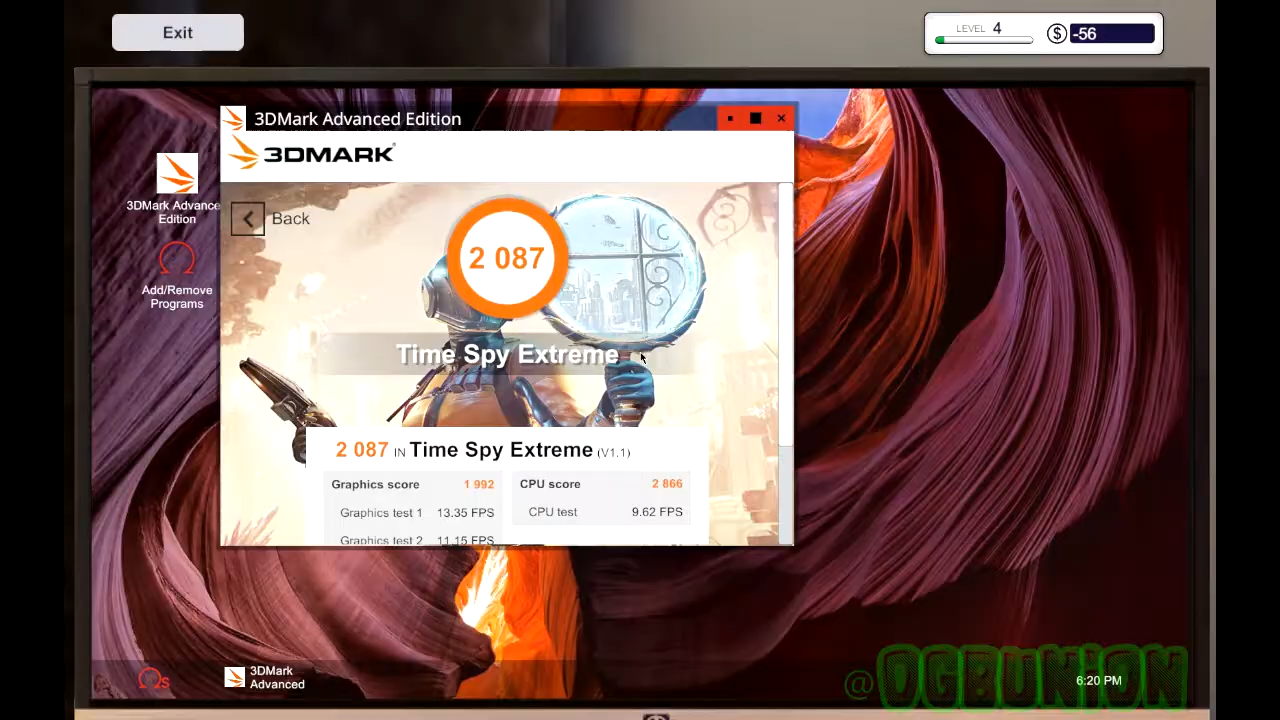 Exit
LEVEL 4
$ -56
3DMark Advanced Edition
3DMARK
3DMark Advance
Edition
Back
2 087
Add/Remove
Programs
Time Spy Extreme
2 087 IN Time Spy Extreme (V1.1)
Graphics score 1 992
CPU score 2 866
Graphics test 1 13.35 FPS
CPU test 9.62 FPS
Graphics test 2 11.15 FPS
Ωs
3DMark
Advanced
6:20 PM
@OGBUNiON